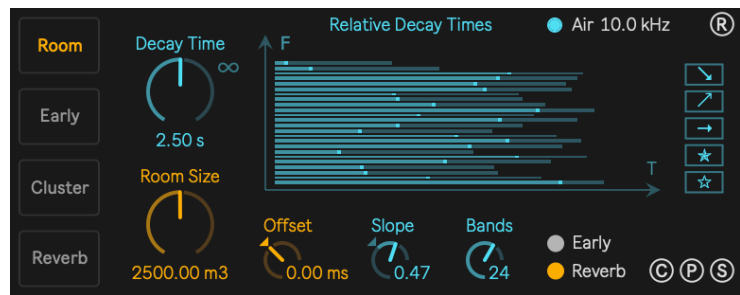 Room
Early
Cluster
Reverb
Decay Time
∞
2.50 s
Room Size
2500.00 m3
Relative Decay Times
Air 10.0 kHz
R
F
T
Offset
0.00 ms
Slope
0.47
Bands
24
Early
Reverb
C P S